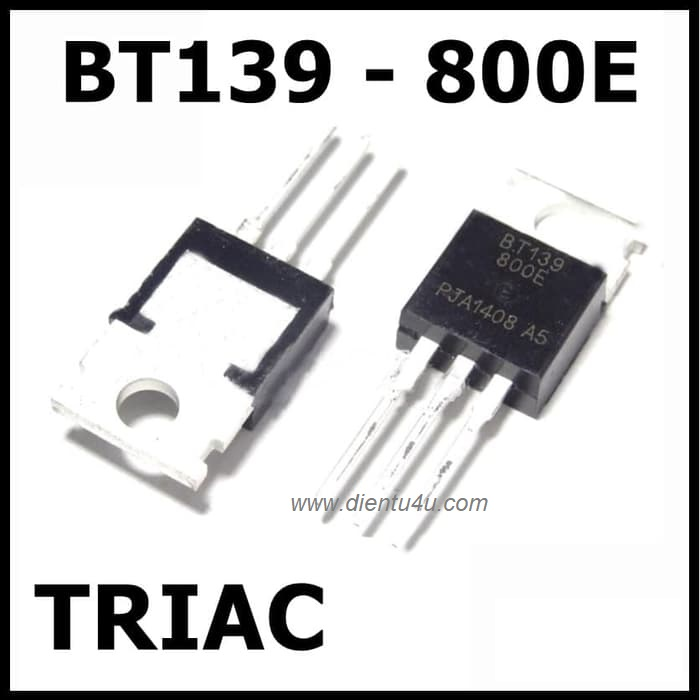 BT139 - 800E
BT139
800E
PJA1408 A5
www.dientu4u.com
TRIAC